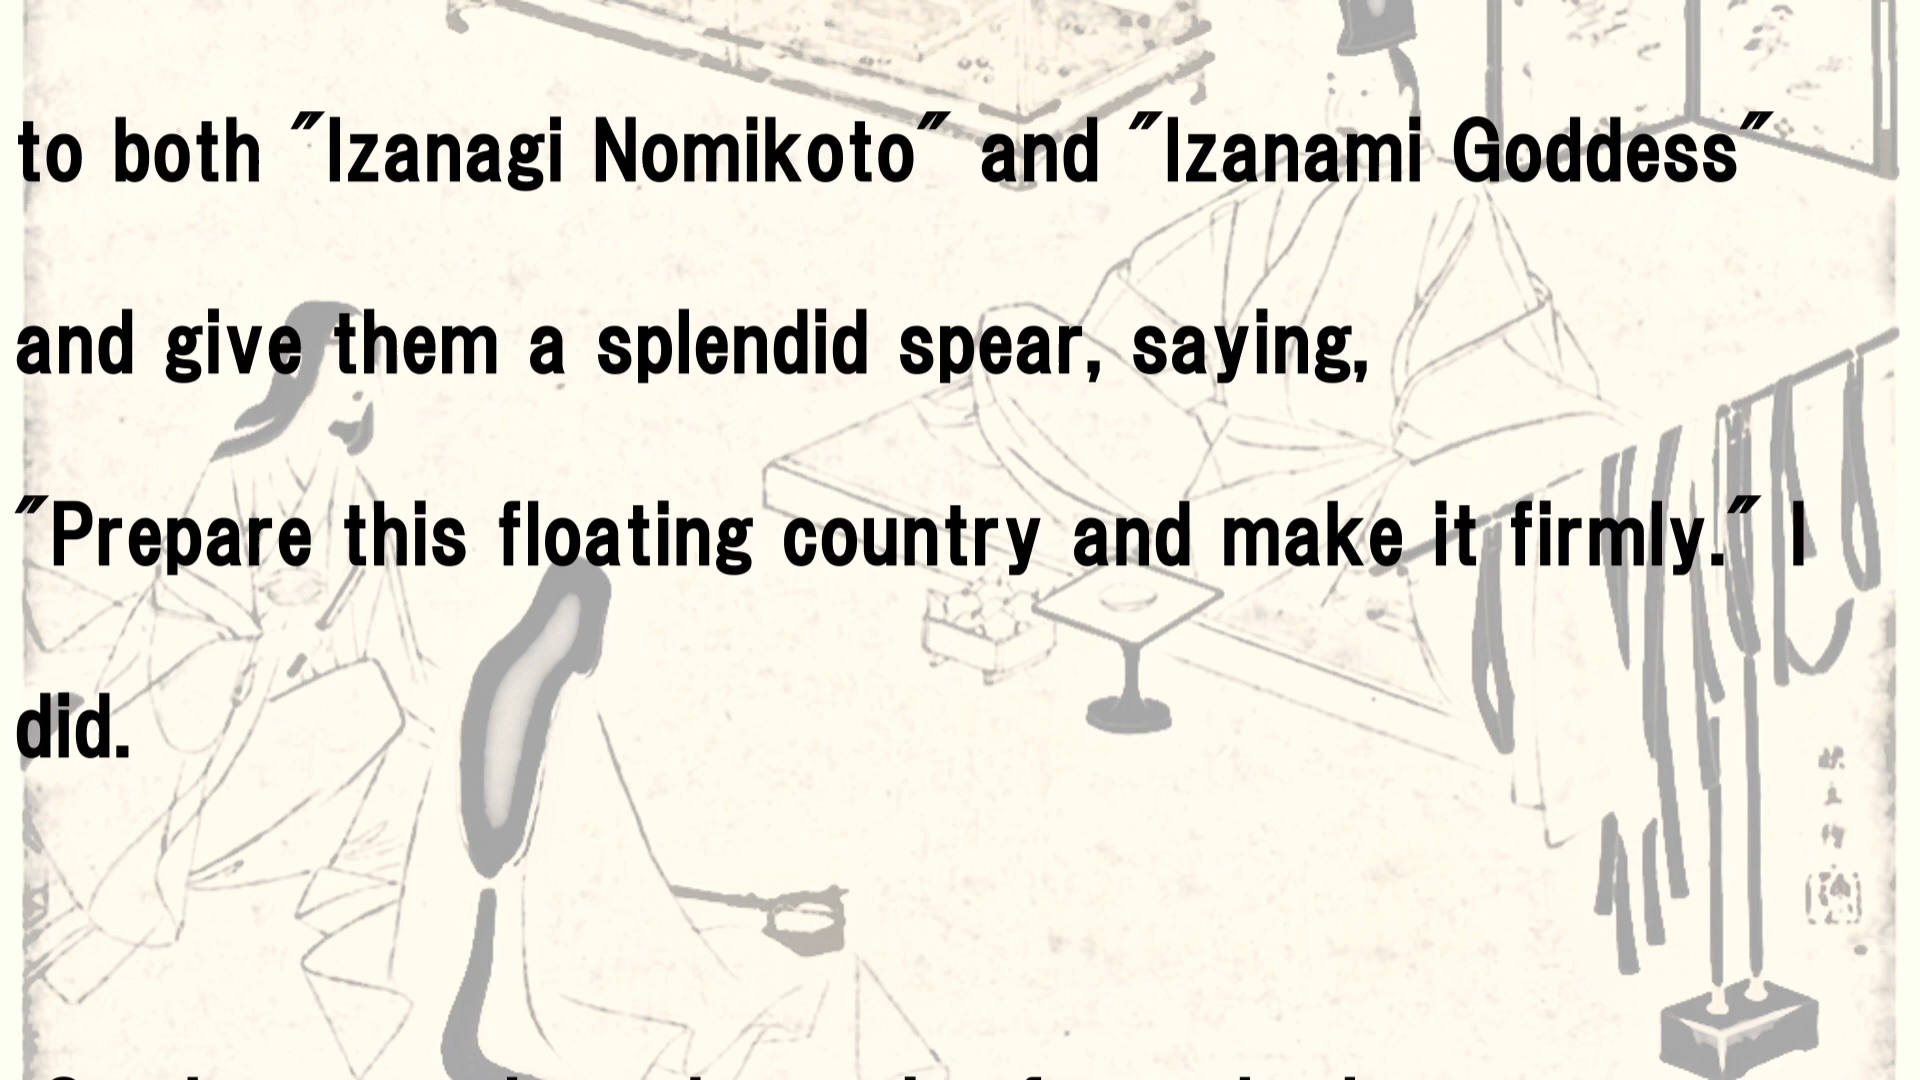 to both "Izanagi Nomikoto" and "Izanami Goddess"
and give them a splendid spear, saying,
"Prepare this floating country and make it firmly." I
did.